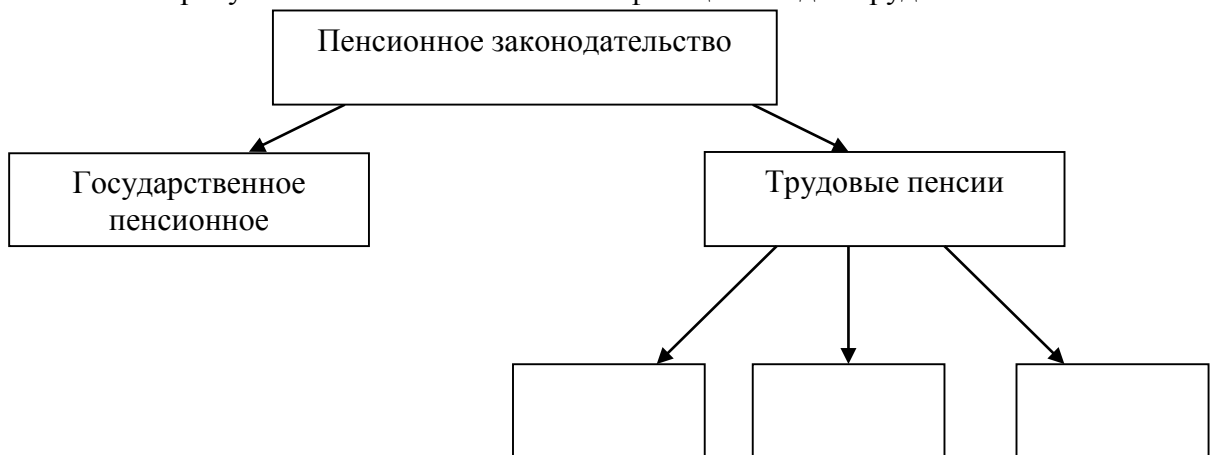 Пенсионное законодательство
Государственное
пенсионное
Трудовые пенсии